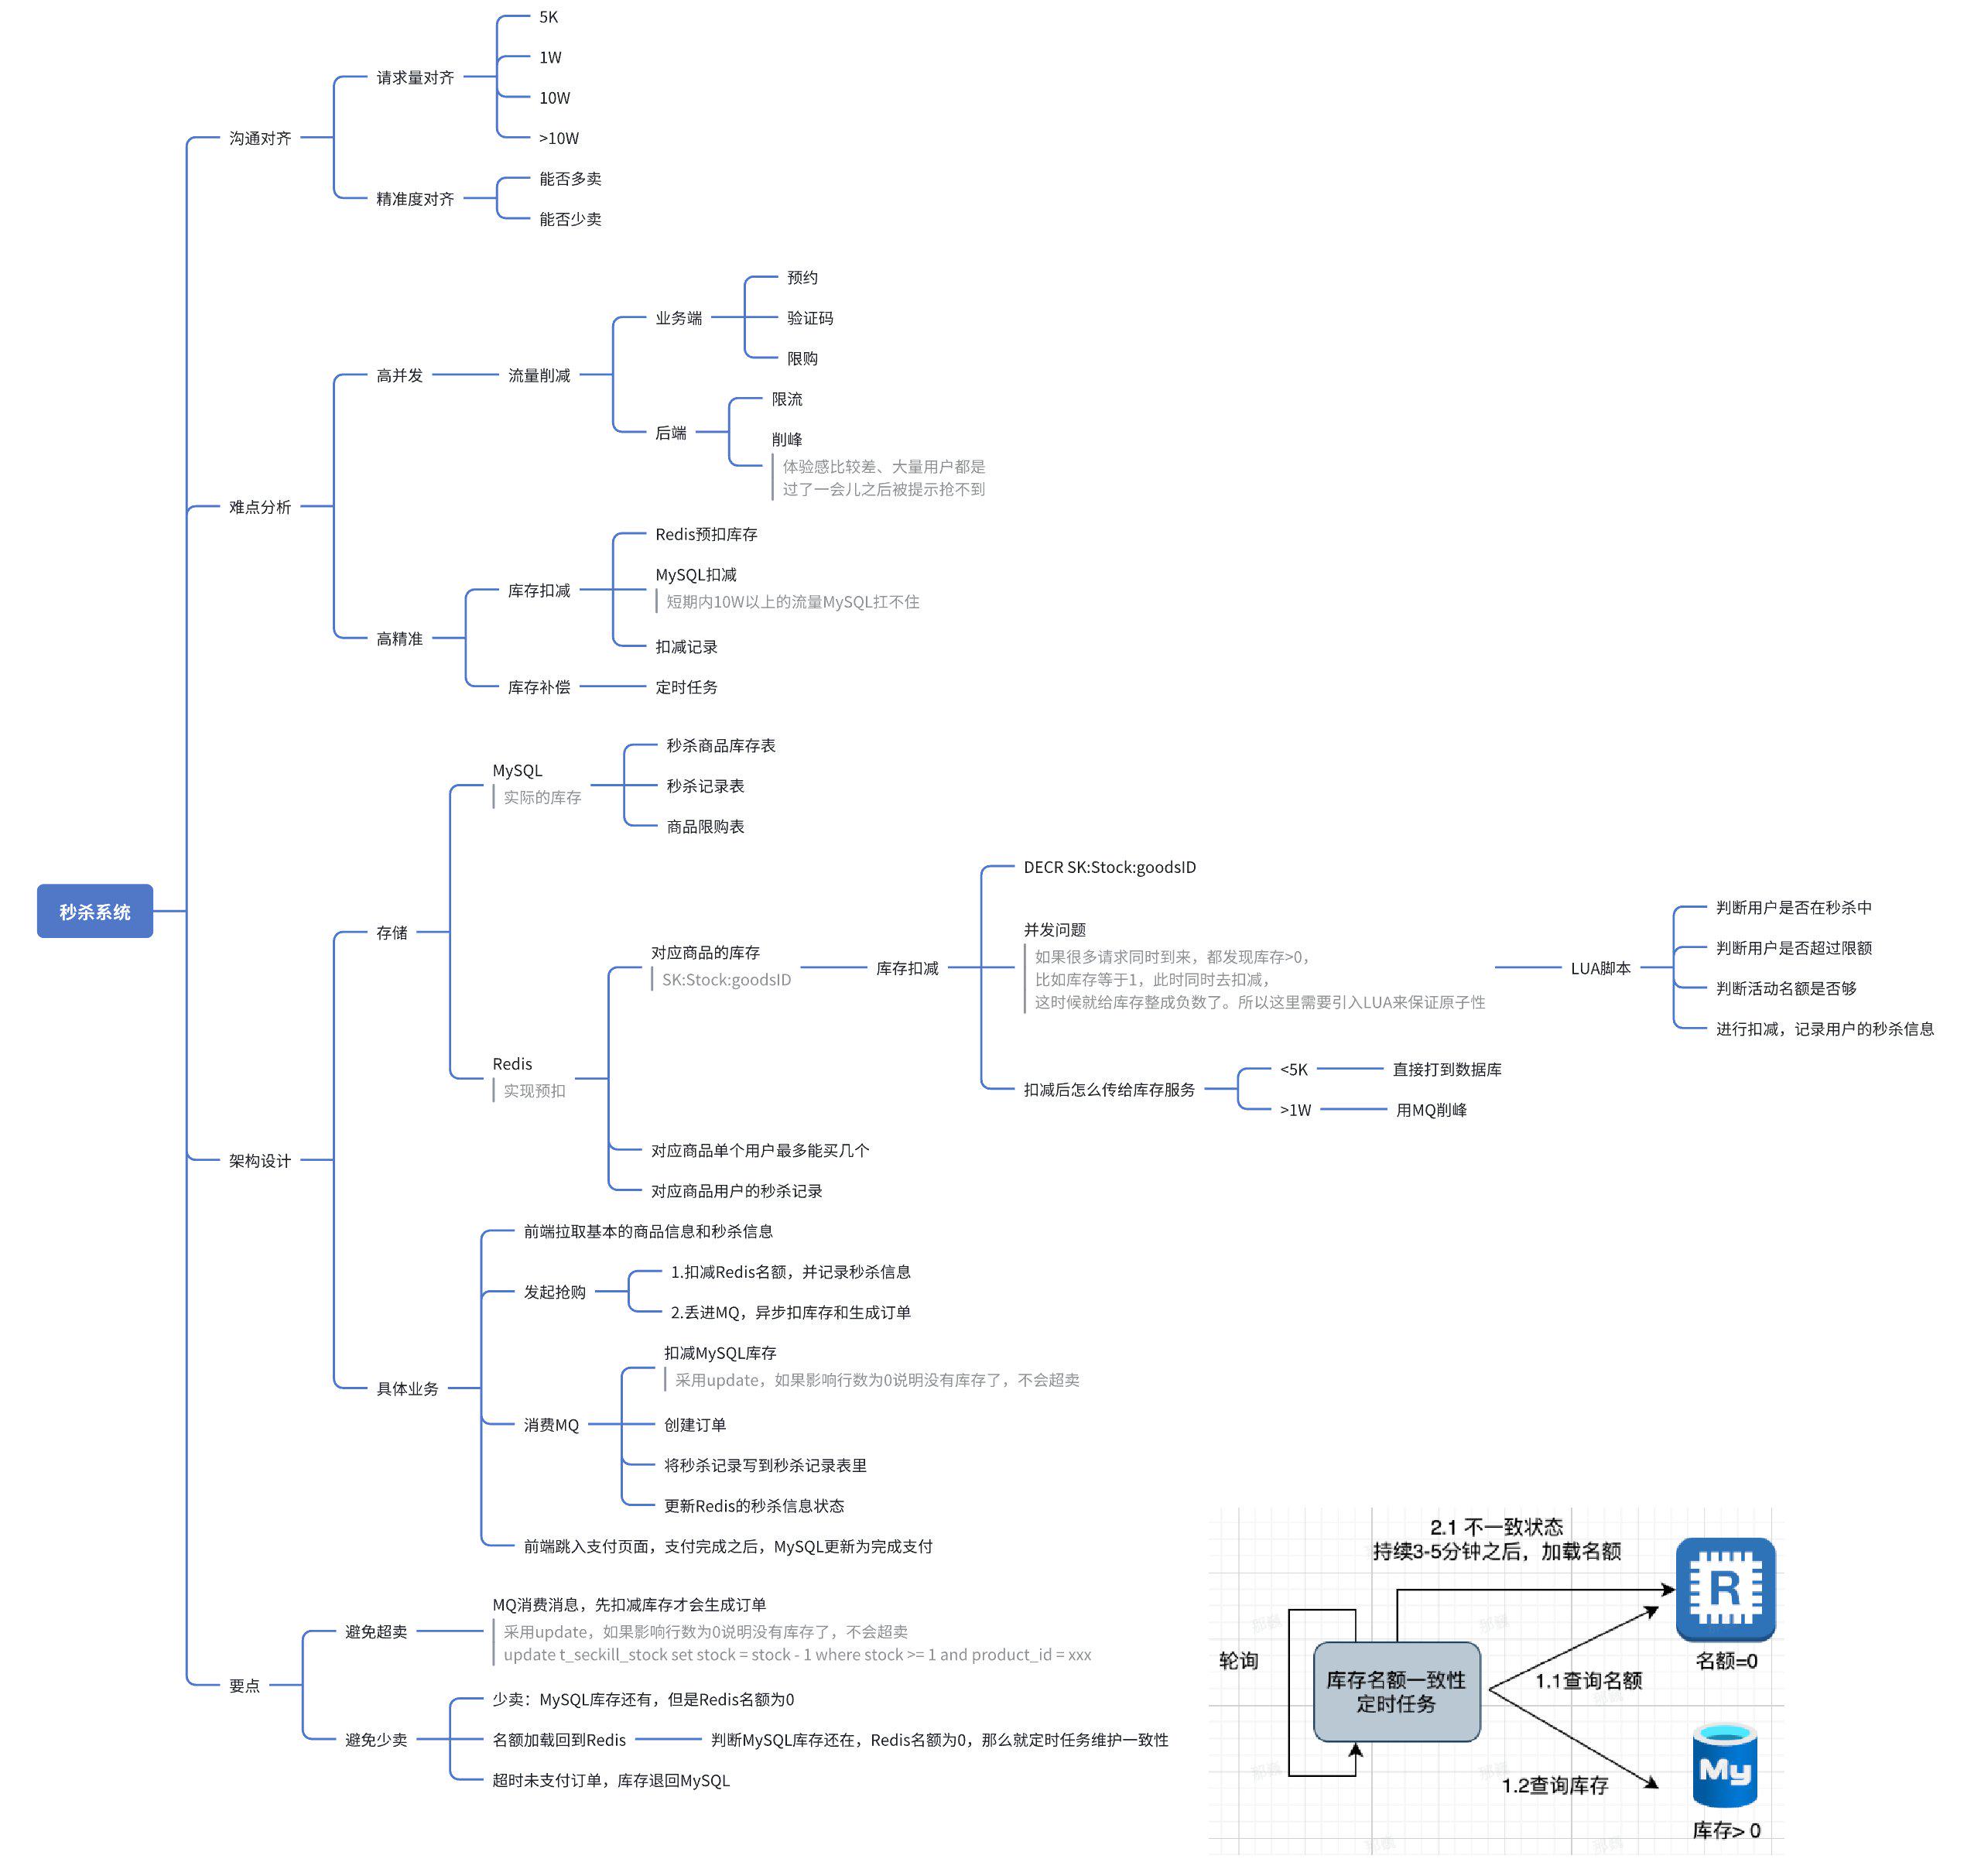 秒杀系统
沟通对齐
请求量对齐
5K
1W
10W
>10W
精准度对齐
能否多卖
能否少卖
难点分析
高并发
流量削减
业务端
预约
验证码
限购
后端
限流
削峰
体验感比较差、大量用户都是
过了一会儿之后被提示抢不到
高精准
库存扣减
Redis预扣库存
MySQL扣减
短期内10W以上的流量MySQL扛不住
扣减记录
库存补偿
定时任务
架构设计
存储
MySQL
实际的库存
秒杀商品库存表
秒杀记录表
商品限购表
Redis
实现预扣
对应商品的库存
SK:Stock:goodsID
库存扣减
DECR SK:Stock:goodsID
并发问题
如果很多请求同时到来，都发现库存>0，
比如库存等于1，此时同时去扣减，
这时候就给库存整成负数了。所以这里需要引入LUA来保证原子性
LUA脚本
判断用户是否在秒杀中
判断用户是否超过限额
判断活动名额是否够
进行扣减，记录用户的秒杀信息
扣减后怎么传给库存服务
<5K
直接打到数据库
>1W
用MQ削峰
对应商品单个用户最多能买几个
对应商品用户的秒杀记录
具体业务
前端拉取基本的商品信息和秒杀信息
发起抢购
1.扣减Redis名额，并记录秒杀信息
2.丢进MQ，异步扣库存和生成订单
消费MQ
扣减MySQL库存
采用update，如果影响行数为0说明没有库存了，不会超卖
创建订单
将秒杀记录写到秒杀记录表里
更新Redis的秒杀信息状态
前端跳入支付页面，支付完成之后，MySQL更新为完成支付
要点
避免超卖
MQ消费消息，先扣减库存才会生成订单
采用update，如果影响行数为0说明没有库存了，不会超卖
update t_seckill_stock set stock = stock - 1 where stock >= 1 and product_id = xxx
避免少卖
少卖：MySQL库存还有，但是Redis名额为0
名额加载回到Redis
判断MySQL库存还在，Redis名额为0，那么就定时任务维护一致性
超时未支付订单，库存退回MySQL
2.1 不一致状态
持续3-5分钟之后，加载名额
R
名额=0
轮询
库存名额一致性
定时任务
1.1查询名额
1.2查询库存
My
库存> 0